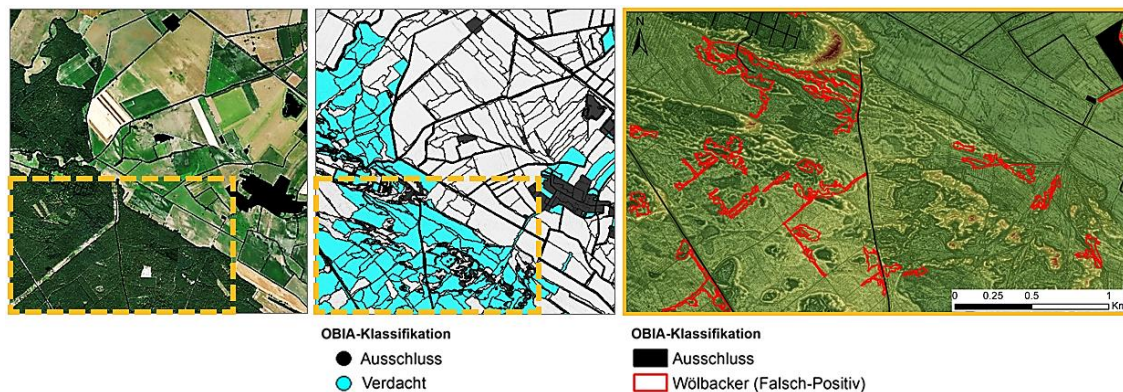 N
0 0.25 0.5 1
Km
OBIA-Klassifikation
Ausschluss
Verdacht
OBIA-Klassifikation
Ausschluss
Wölbacker (Falsch-Positiv)